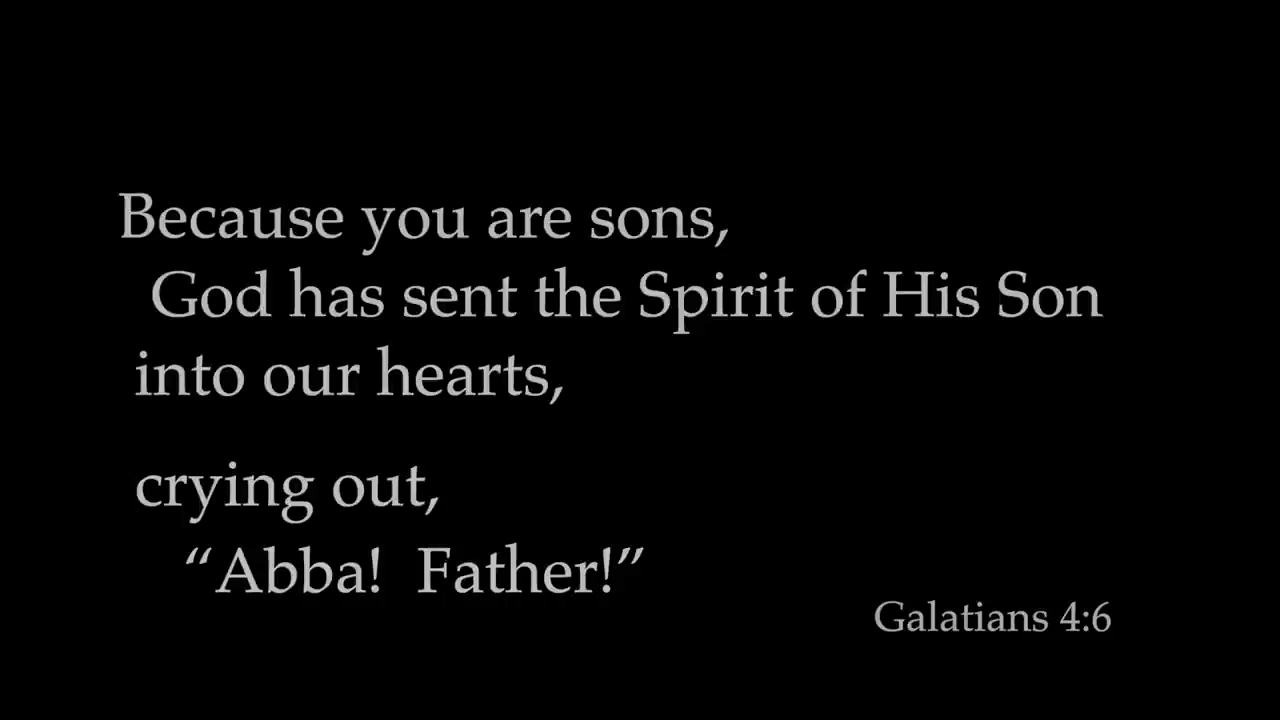 Because you are sons,
God has sent the Spirit of His Son
into our hearts,
crying out,
“Abba!  Father!”
Galatians 4:6